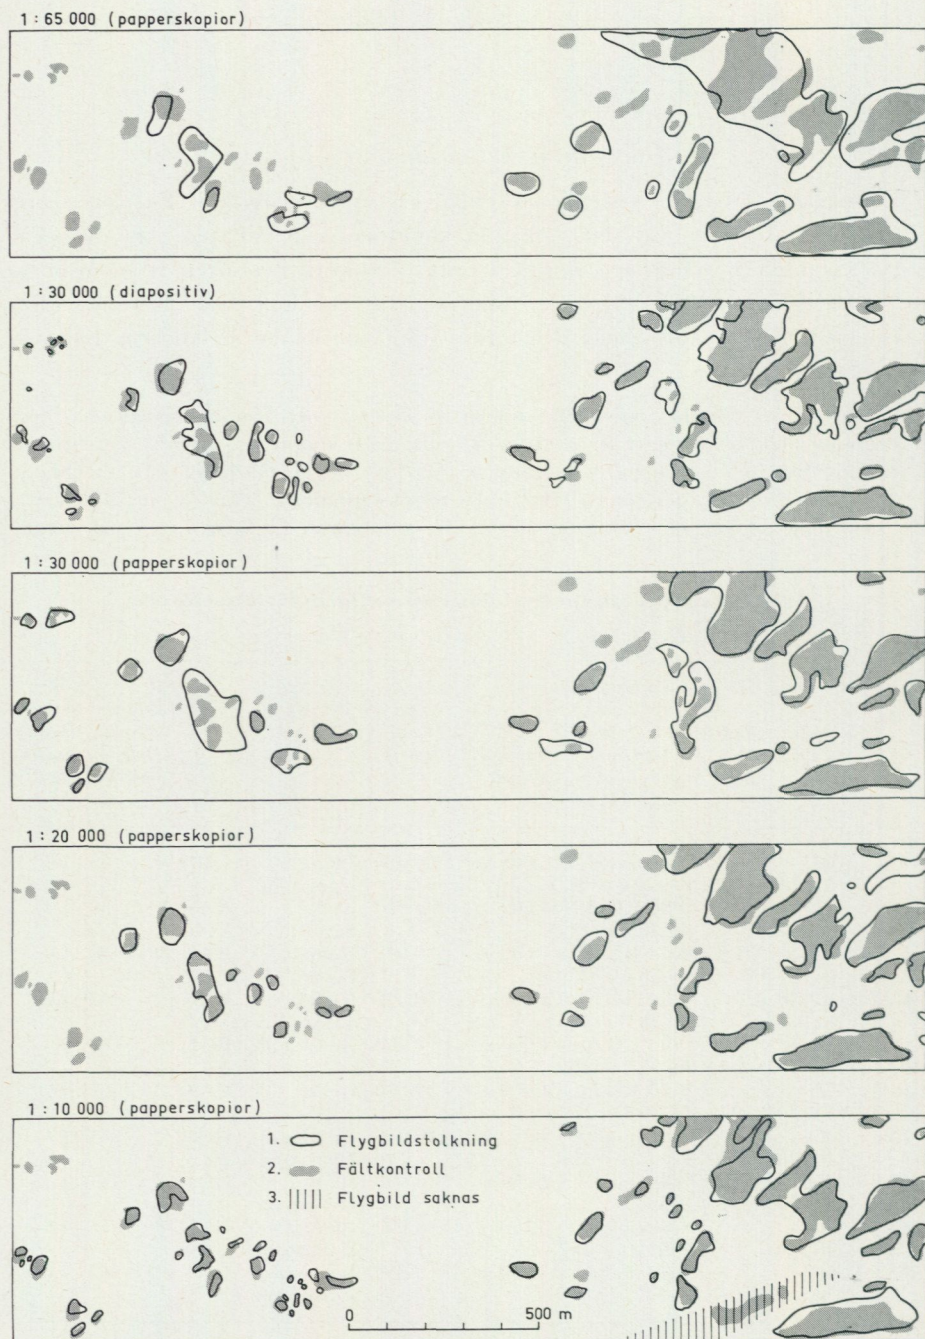 1 : 65 000 (papperskopior)
1 : 30 000 (diapositiv)
1 : 30 000 (papperskopior)
1 : 20 000 (papperskopior)
1 : 10 000 (papperskopior)
1. Flygbildstolkning
2. Fältkontroll
3. Flygbild saknas
0 500 m